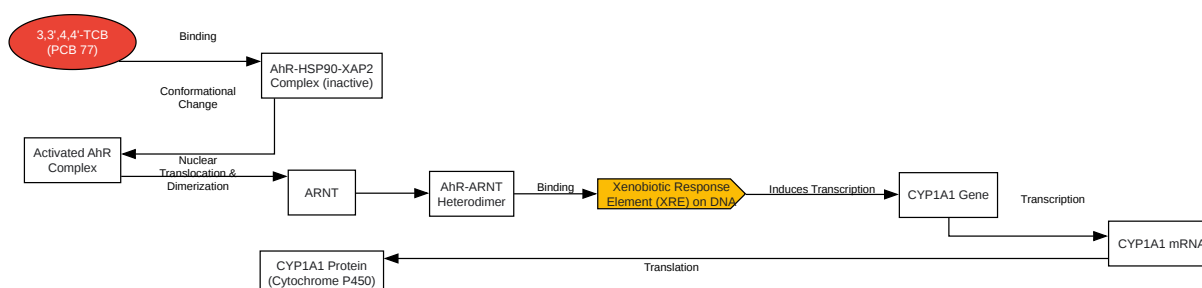 3,3',4,4'-TCB
(PCB 77)
Binding
AhR-HSP90-XAP2
Complex (inactive)
Conformational
Change
Activated AhR
Complex
Nuclear
Translocation &
Dimerization
ARNT
AhR-ARNT
Heterodimer
Binding
Xenobiotic Response
Element (XRE) on DNA
Induces Transcription
CYP1A1 Gene
Transcription
CYP1A1 mRNA
Translation
CYP1A1 Protein
(Cytochrome P450)